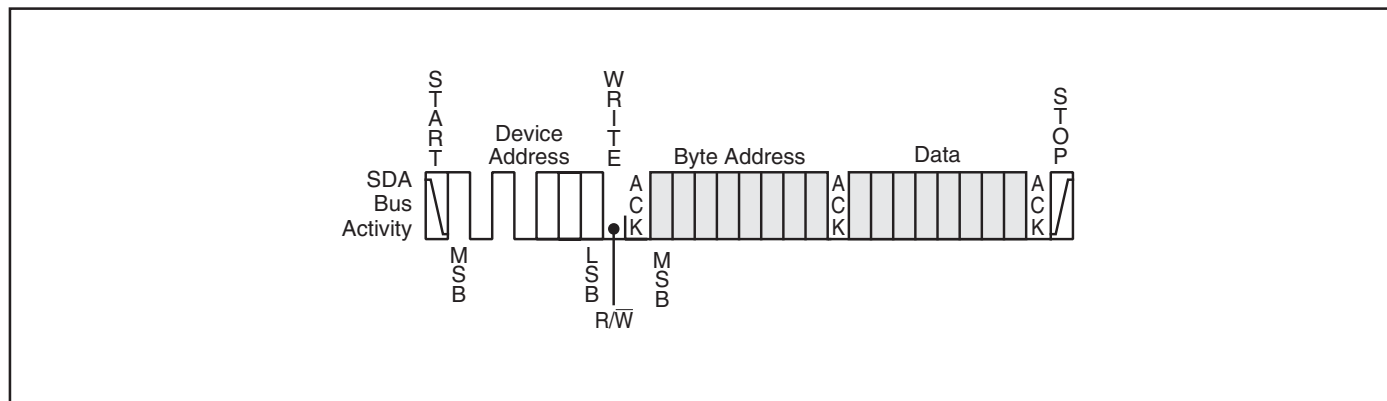 START
WRITE
STOP
Device
Address
Byte Address
Data
SDA
Bus
Activity
ACK
ACK
ACK
MSB
LSB
MSB
R/W̅